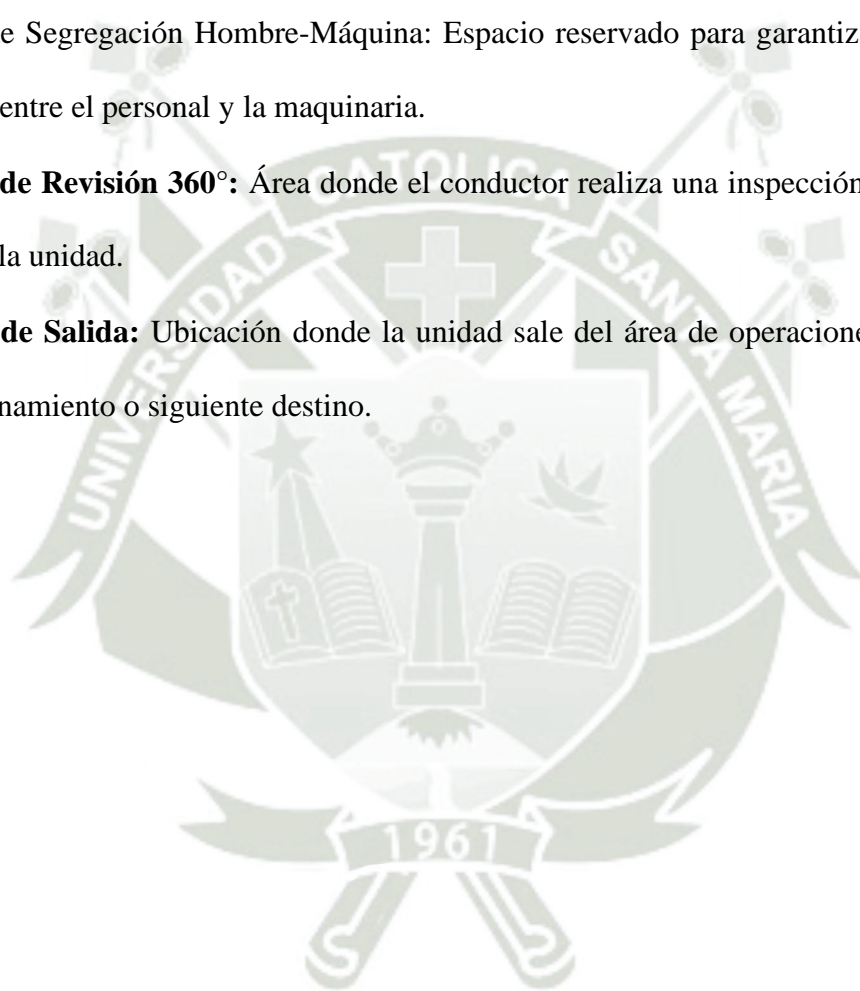 e Segregación Hombre-Máquina: Espacio reservado para garantiz
entre el personal y la maquinaria.
de Revisión 360°: Área donde el conductor realiza una inspección
la unidad.
de Salida: Ubicación donde la unidad sale del área de operacione
namiento o siguiente destino.
UNIVERSIDAD CATOLICA SANTA MARIA
1961